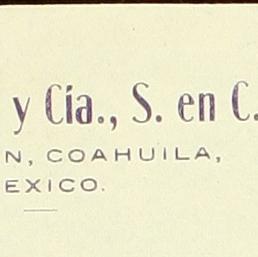 y Cía., S. en C.
N, COAHUILA,
EXICO.